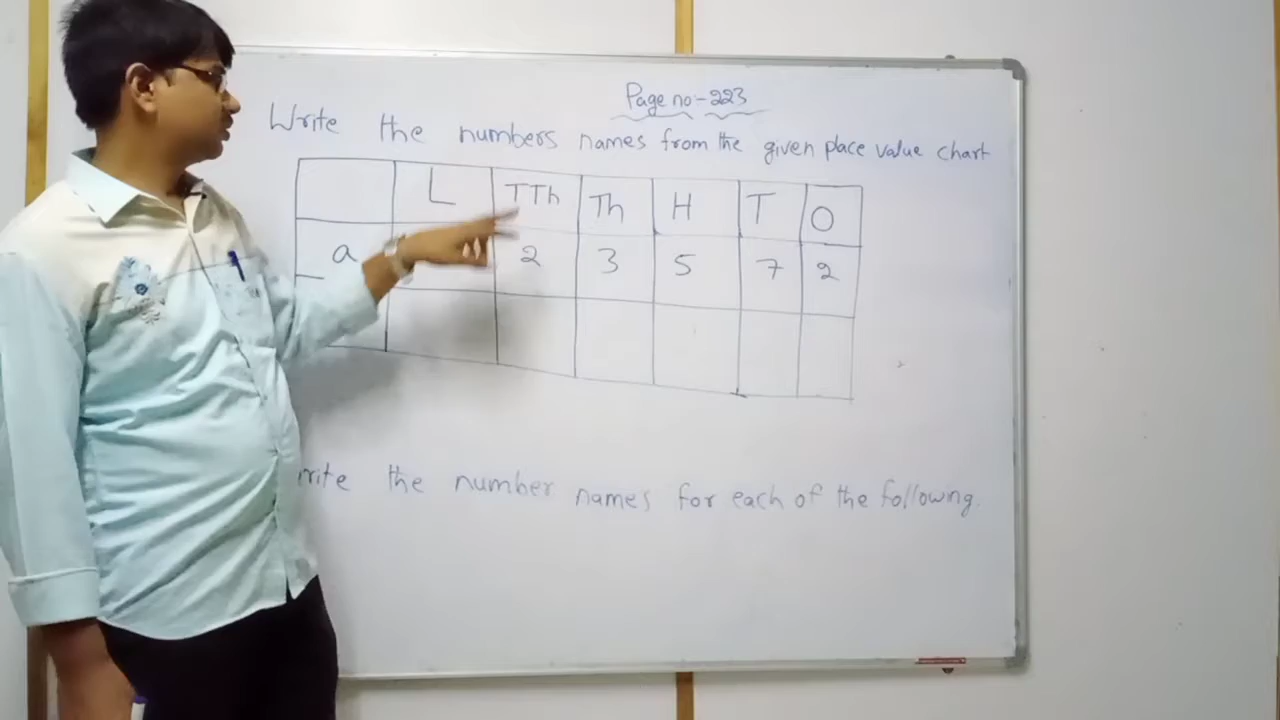 Page no:- 223
Write the numbers names from the given place value chart
L TTh Th H T O
a 2 3 5 7 2
rite the number names for each of the following.